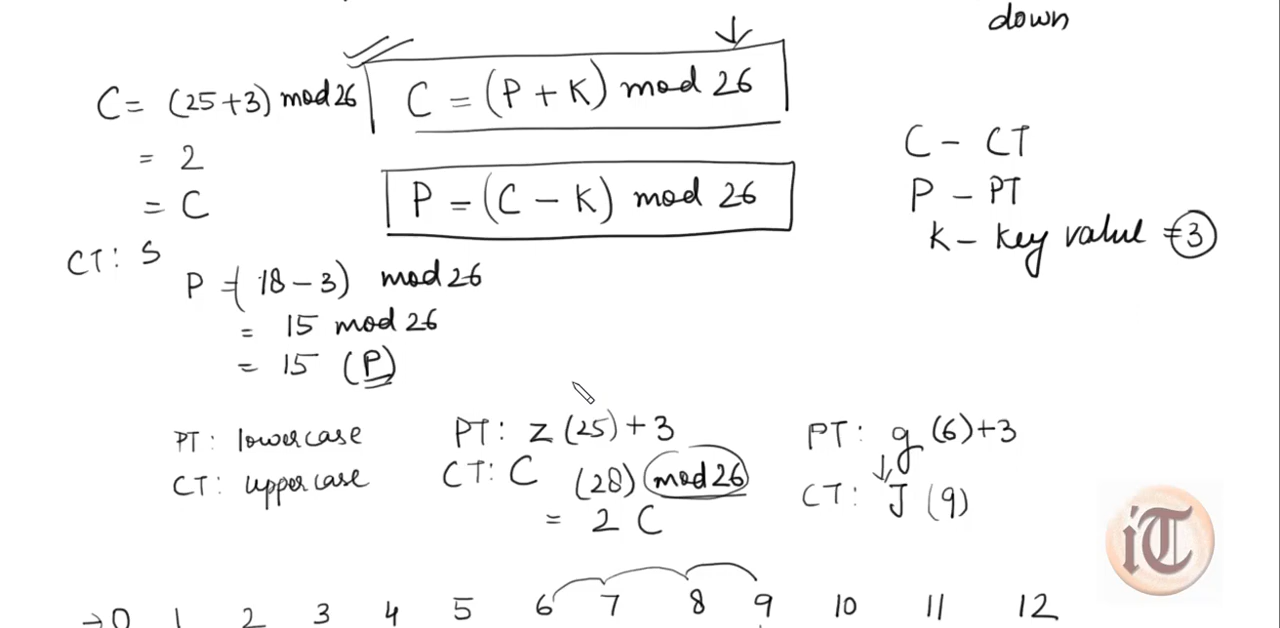 down
C = (25+3) mod 26
C = (P + K) mod 26
= 2
= C
P = (C - K) mod 26
C - CT
P - PT
K - Key value = 3
CT: S
P = (18 - 3) mod 26
= 15 mod 26
= 15 (P)
PT: lowercase
CT: uppercase
PT: z (25) + 3
CT: C (28) mod 26
= 2 C
PT: g (6)+3
CT: J (9)
iT
→0 1 2 3 4 5 6 7 8 9 10 11 12